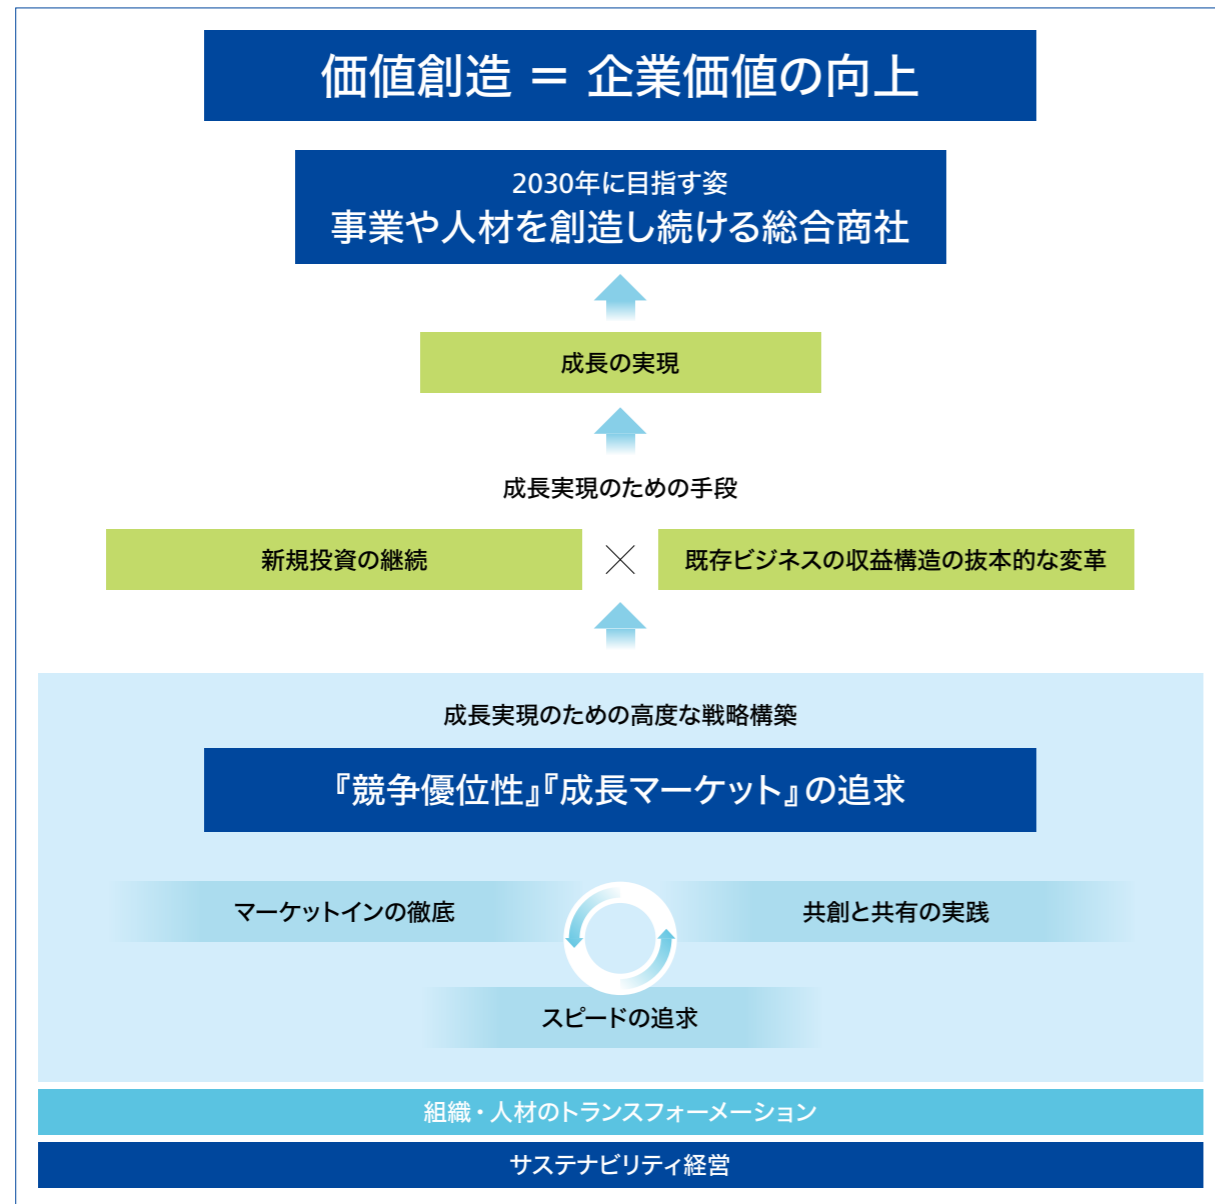 価値創造 = 企業価値の向上
2030年に目指す姿
事業や人材を創造し続ける総合商社
成長の実現
成長実現のための手段
新規投資の継続 × 既存ビジネスの収益構造の抜本的な変革
成長実現のための高度な戦略構築
『競争優位性』『成長マーケット』の追求
マーケットインの徹底
共創と共有の実践
スピードの追求
組織・人材のトランスフォーメーション
サステナビリティ経営